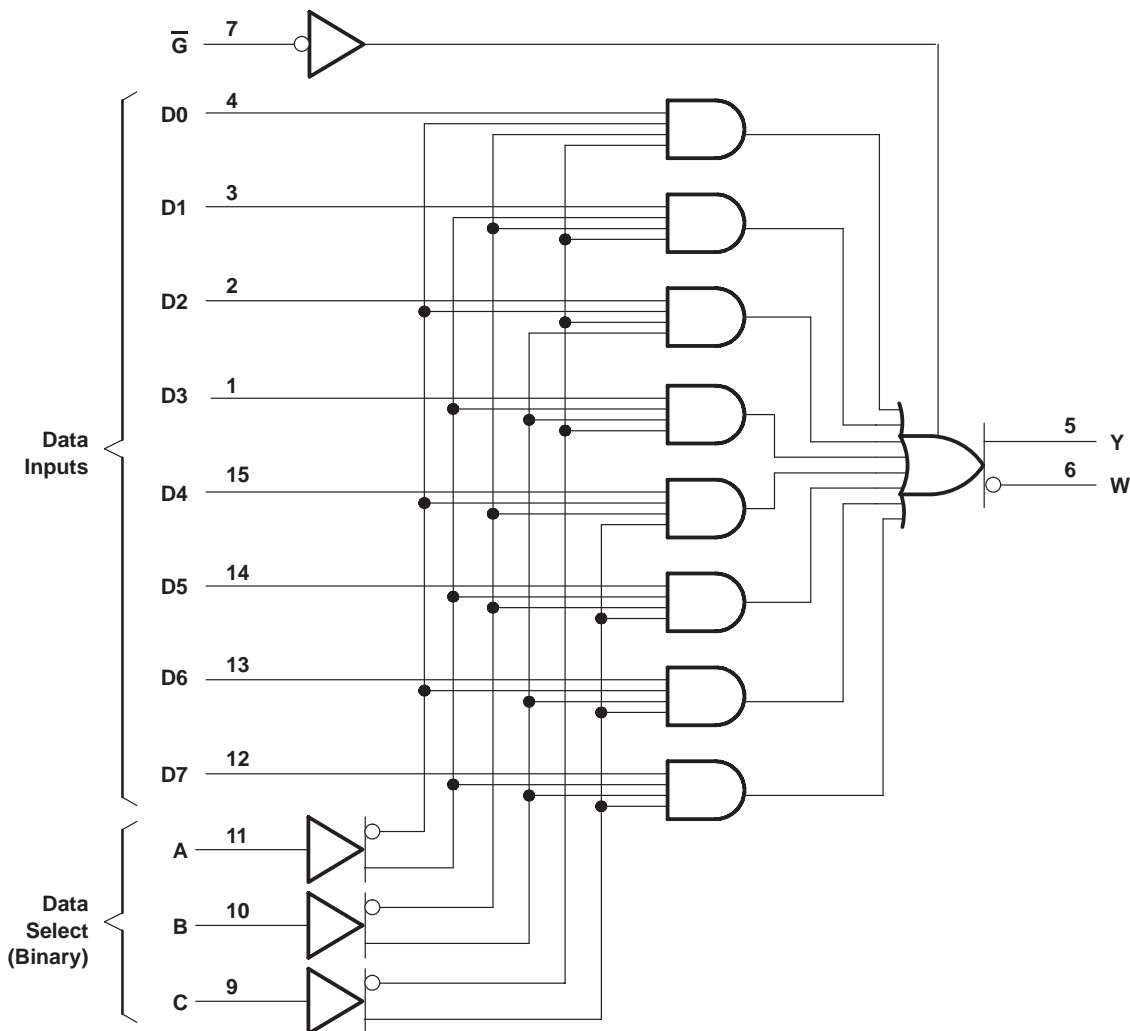 G̅ 7
D0 4
D1 3
D2 2
D3 1
Data
Inputs
5 Y
6 W
D4 15
D5 14
D6 13
D7 12
A 11
B 10
C 9
Data
Select
(Binary)